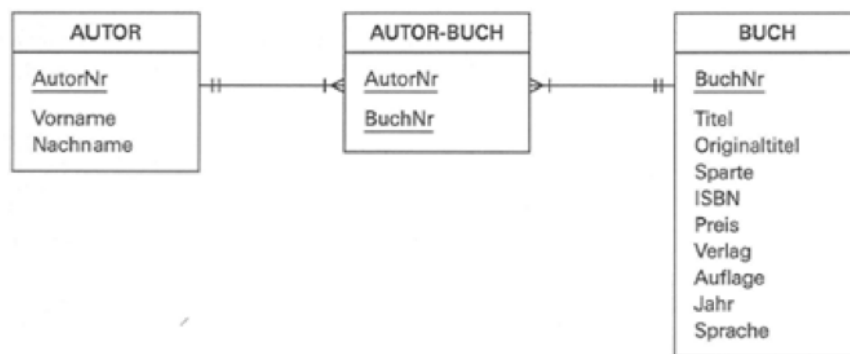 AUTOR
AutorNr
Vorname
Nachname
AUTOR-BUCH
AutorNr
BuchNr
BUCH
BuchNr
Titel
Originaltitel
Sparte
ISBN
Preis
Verlag
Auflage
Jahr
Sprache